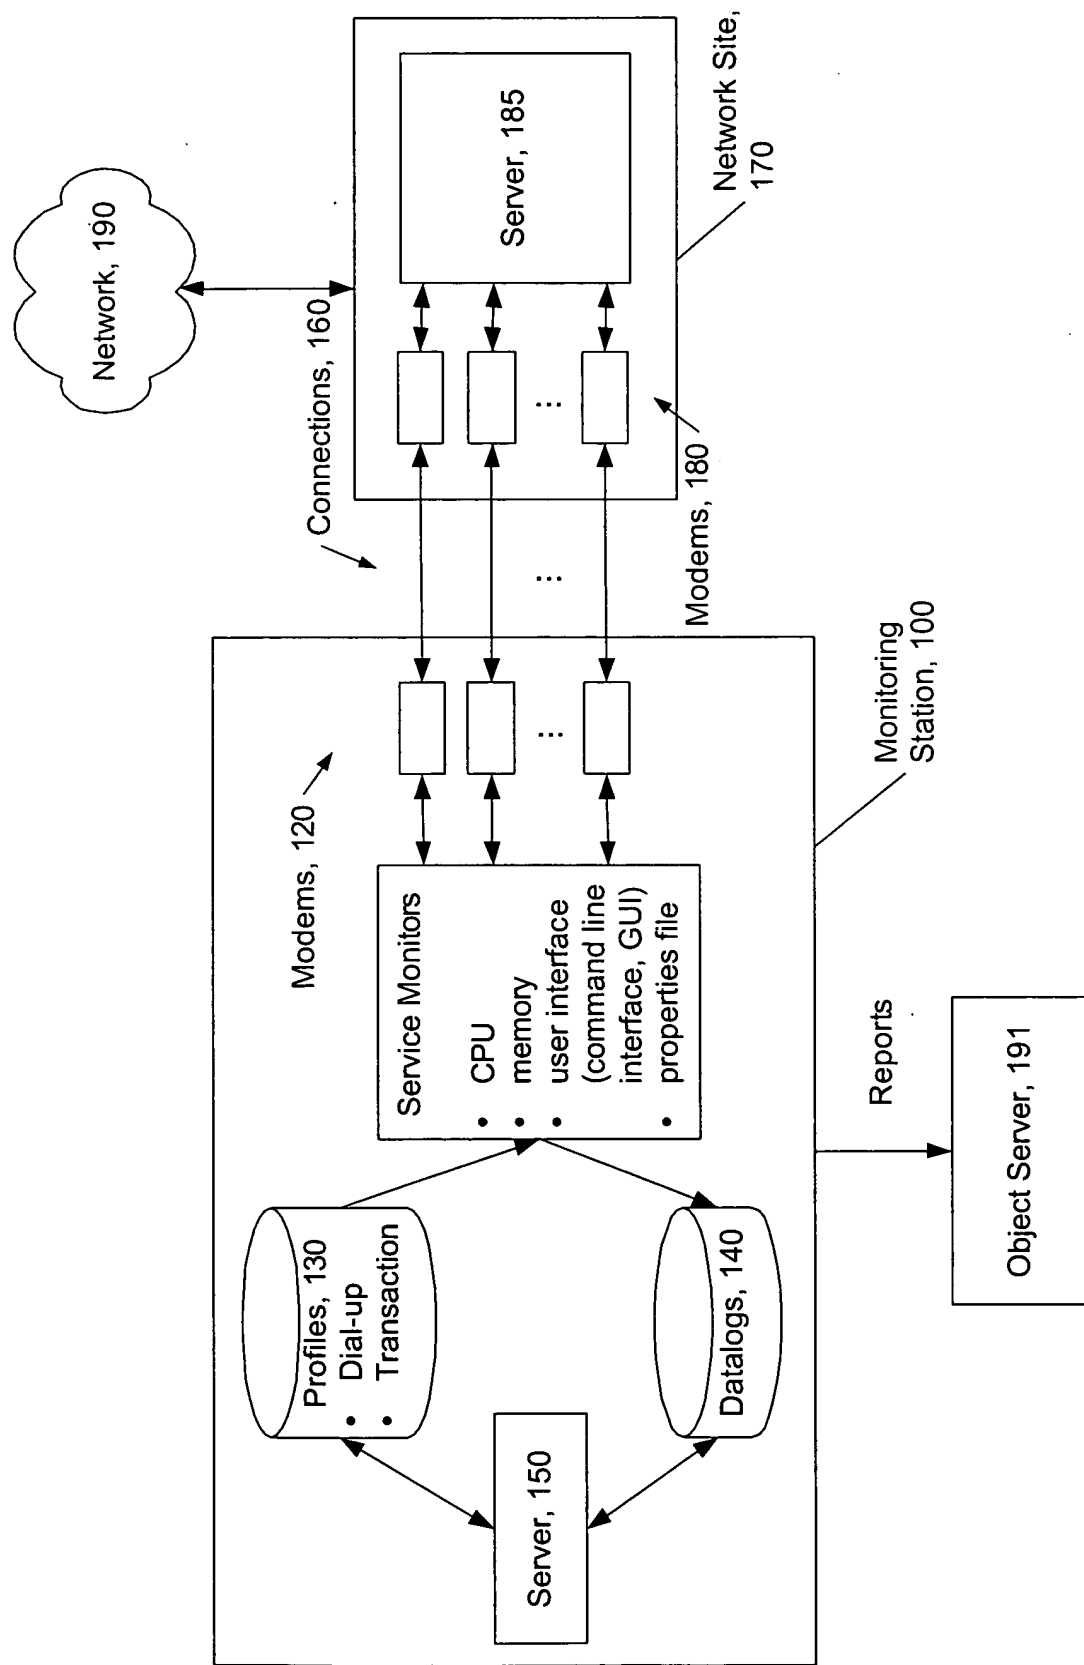 Network, 190
Connections, 160
Server, 185
Network Site,
170
Modems, 180
...
...
...
Modems, 120
Monitoring
Station, 100
Service Monitors
• CPU
• memory
• user interface
(command line
interface, GUI)
• properties file
Profiles, 130
• Dial-up
• Transaction
Server, 150
Datalogs, 140
Reports
Object Server, 191